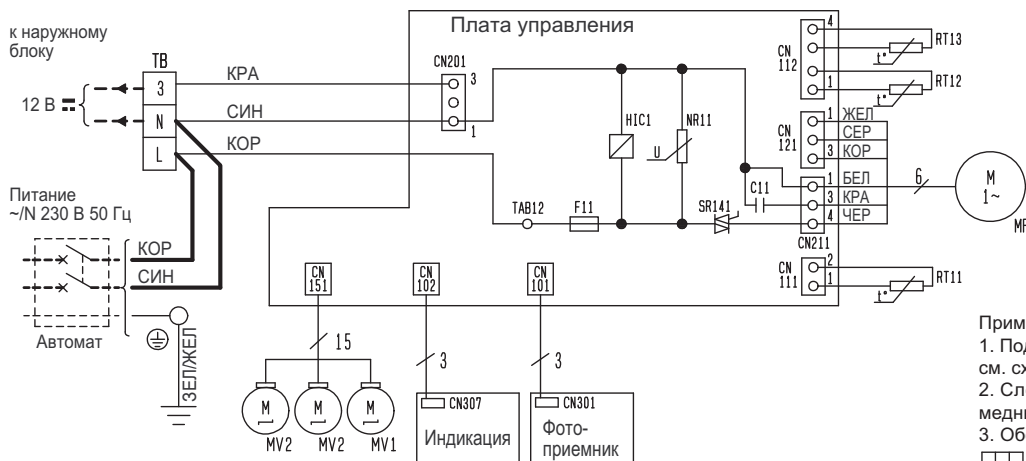 Плата управления
к наружному
блоку
TB
3
N
L
12 В
КРА
СИН
КОР
CN201
3
1
HIC1
NR11
U
TAB12
F11
SR141
C11
CN
112
4
1
t°
RT13
t°
RT12
CN
121
1
3
ЖЕЛ
СЕР
КОР
1
3
4
БЕЛ
КРА
ЧЕР
CN211
6
M
1~
CN
111
2
1
t°
RT11
Питание
~/N 230 В 50 Гц
КОР
СИН
Автомат
ЗЕЛ/ЖЕЛ
CN
151
CN
102
CN
101
15
3
3
M
MV2
M
MV2
M
MV1
CN307
Индикация
CN301
Фото-
приемник
Прим
1. Под
см. сх
2. Сл
медн
3. Об